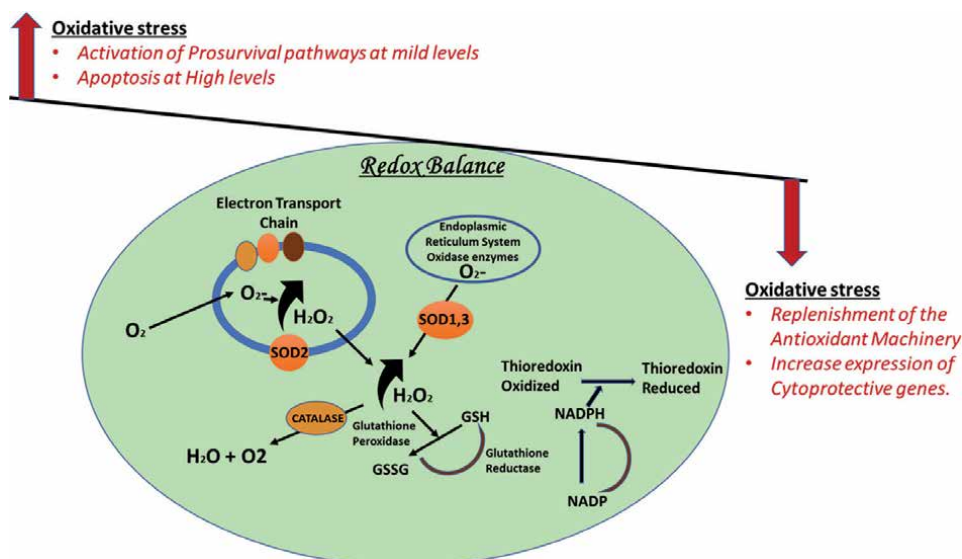 Oxidative stress
• Activation of Prosurvival pathways at mild levels
• Apoptosis at High levels
Redox Balance
Electron Transport
Chain
Endoplasmic
Reticulum System
Oxidase enzymes
O₂-
O₂-
H₂O₂
O₂
SOD2
SOD1,3
Oxidative stress
• Replenishment of the
Antioxidant Machinery
• Increase expression of
Cytoprotective genes.
Thioredoxin
Oxidized
Thioredoxin
Reduced
H₂O₂
CATALASE
Glutathione
Peroxidase
GSH
NADPH
H₂O + O2
GSSG
Glutathione
Reductase
NADP